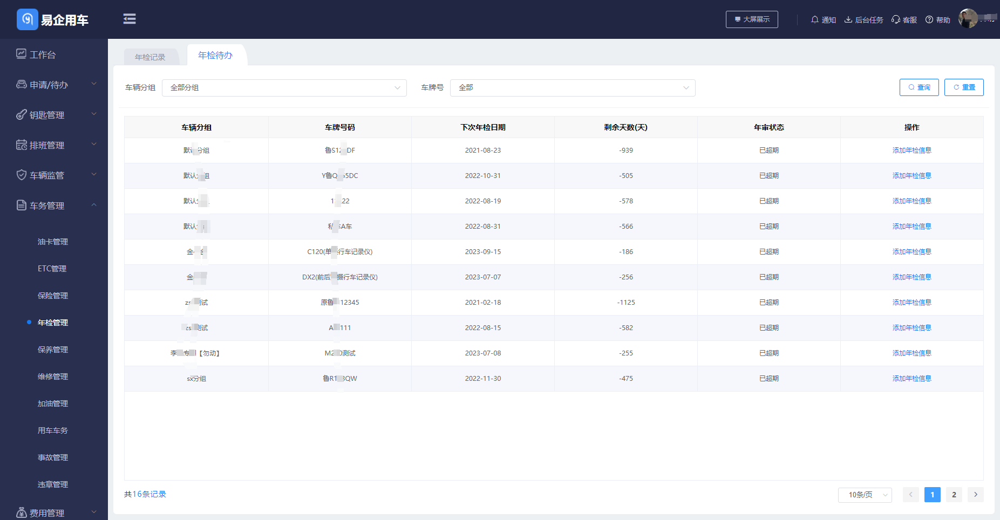 易企用车
大屏展示 通知 后台任务 客服 帮助
工作台
申请/待办
钥匙管理
排班管理
车辆监管
车务管理
油卡管理
ETC管理
保险管理
年检管理
保养管理
维修管理
加油管理
用车车务
事故管理
违章管理
费用管理
年检记录 年检待办
车辆分组 全部分组 车牌号 全部 查询 重置
车辆分组 车牌号码 下次年检日期 剩余天数(天) 年审状态 操作
2021-08-23 -939 已超期 添加年检信息
2022-10-31 -505 已超期 添加年检信息
2022-08-19 -578 已超期 添加年检信息
2022-08-31 -566 已超期 添加年检信息
2023-09-15 -186 已超期 添加年检信息
2023-07-07 -256 已超期 添加年检信息
2021-02-18 -1125 已超期 添加年检信息
2022-08-15 -582 已超期 添加年检信息
【勿动】 2023-07-08 -255 已超期 添加年检信息
sx分组 2022-11-30 -475 已超期 添加年检信息
共16条记录 10条/页 1 2